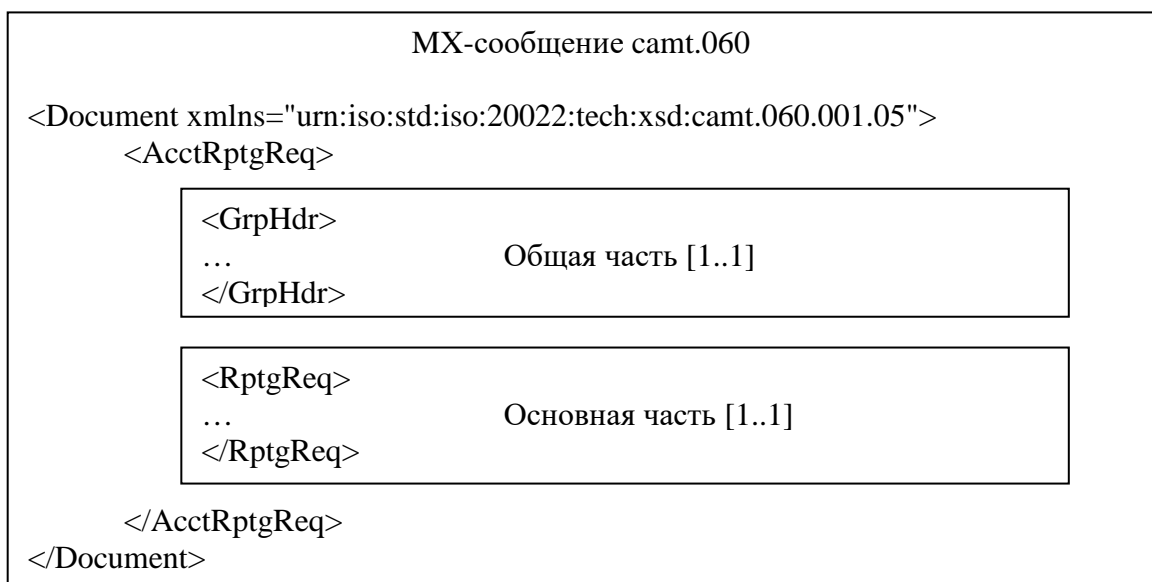 MX-сообщение camt.060
<Document xmlns="urn:iso:std:iso:20022:tech:xsd:camt.060.001.05">
<AcctRptgReq>
<GrpHdr>
… Общая часть [1..1]
</GrpHdr>
<RptgReq>
… Основная часть [1..1]
</RptgReq>
</AcctRptgReq>
</Document>